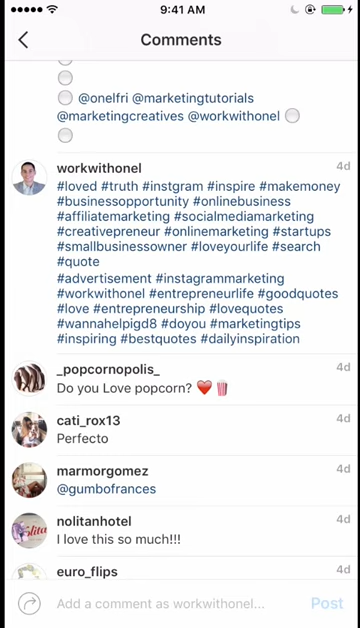 9:41 AM
Comments
@onelfri @marketingtutorials
@marketingcreatives @workwithonel
workwithonel 4d
#loved #truth #instgram #inspire #makemoney
#businessopportunity #onlinebusiness
#affiliatemarketing #socialmediamarketing
#creativepreneur #onlinemarketing #startups
#smallbusinessowner #loveyourlife #search
#quote
#advertisement #instagrammarketing
#workwithonel #entrepreneurlife #goodquotes
#love #entrepreneurship #lovequotes
#wannahelpigd8 #doyou #marketingtips
#inspiring #bestquotes #dailyinspiration
_popcornopolis_ 4d
Do you Love popcorn? ❤️🍿
cati_rox13 4d
Perfecto
marmorgomez 4d
@gumbofrances
nolitanhotel 4d
I love this so much!!!
euro_flips 4d
Add a comment as workwithonel... Post